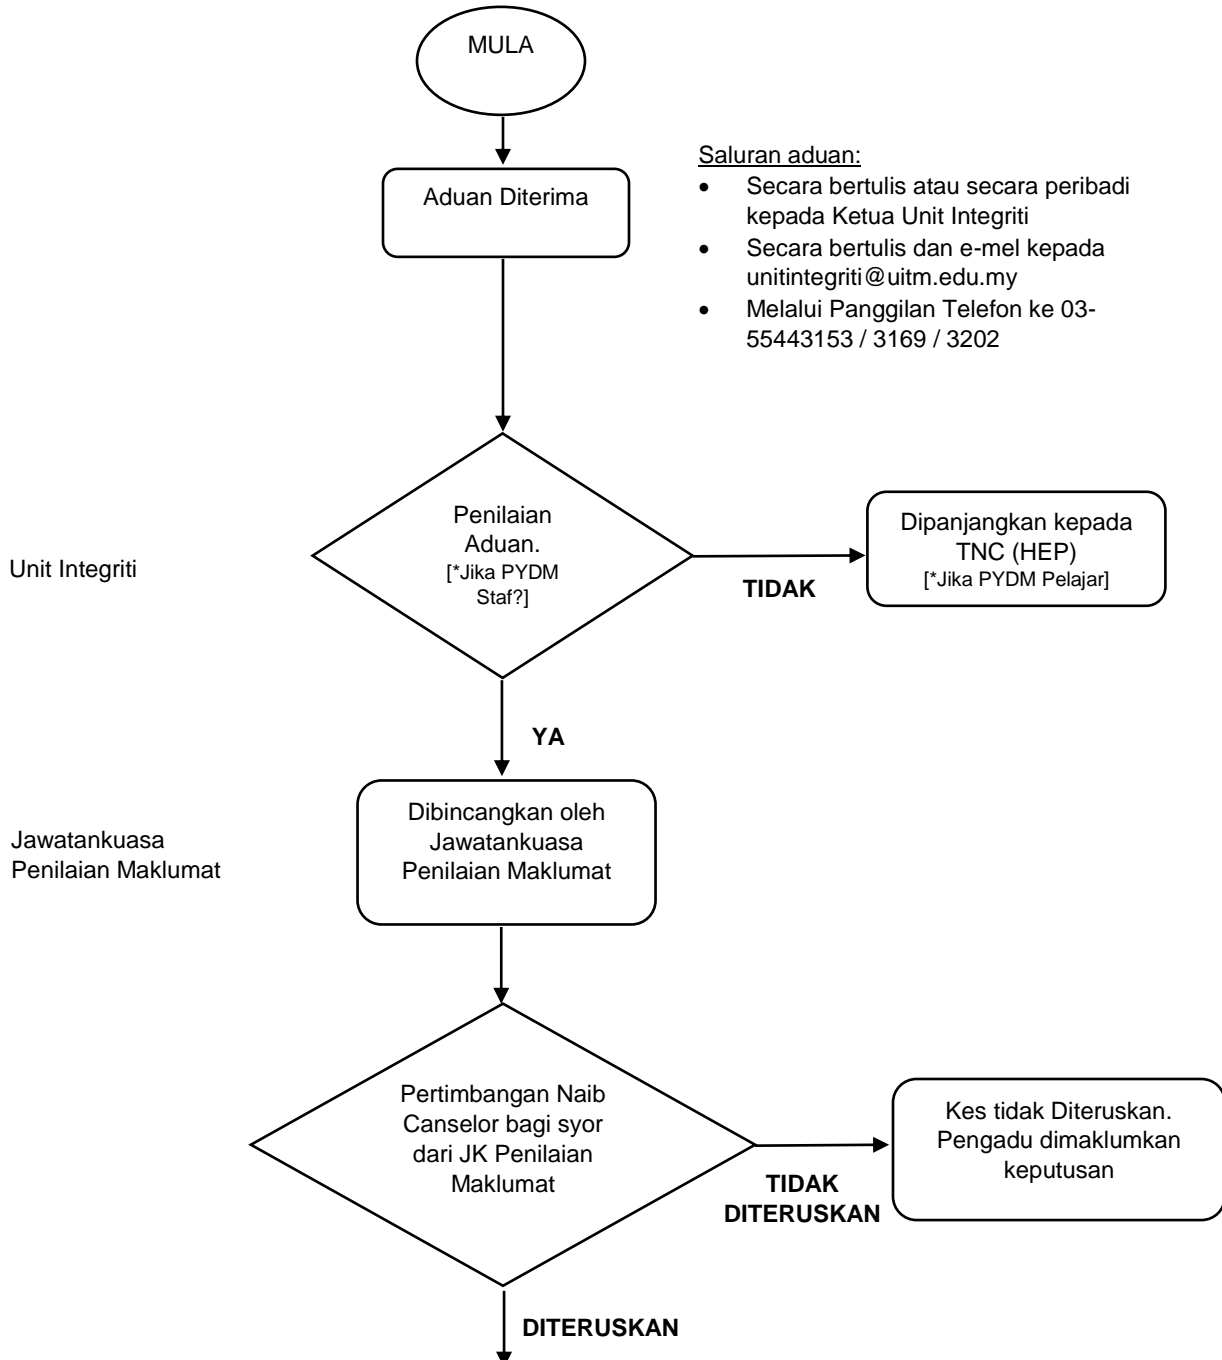 MULA
Aduan Diterima
Saluran aduan:
• Secara bertulis atau secara peribadi
kepada Ketua Unit Integriti
• Secara bertulis dan e-mel kepada
unitintegriti@uitm.edu.my
• Melalui Panggilan Telefon ke 03-
55443153 / 3169 / 3202
Unit Integriti
Penilaian
Aduan.
[*Jika PYDM
Staf?]
TIDAK
Dipanjangkan kepada
TNC (HEP)
[*Jika PYDM Pelajar]
YA
Jawatankuasa
Penilaian Maklumat
Dibincangkan oleh
Jawatankuasa
Penilaian Maklumat
Pertimbangan Naib
Canselor bagi syor
dari JK Penilaian
Maklumat
TIDAK
DITERUSKAN
Kes tidak Diteruskan.
Pengadu dimaklumkan
keputusan
DITERUSKAN